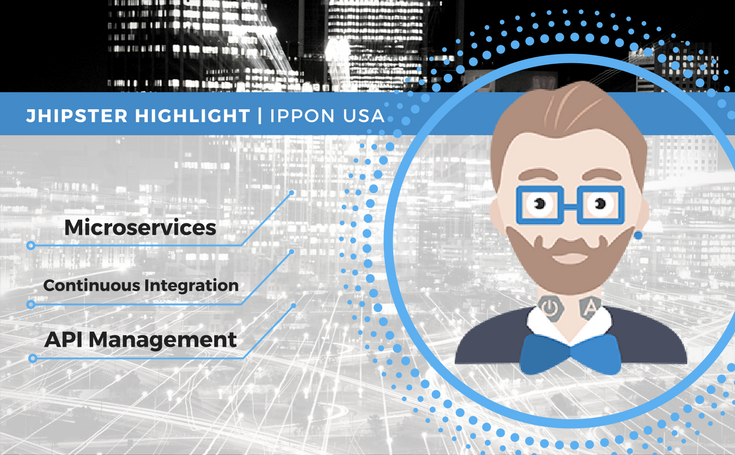 JHIPSTER HIGHLIGHT | IPPON USA
Microservices
Continuous Integration
API Management
A